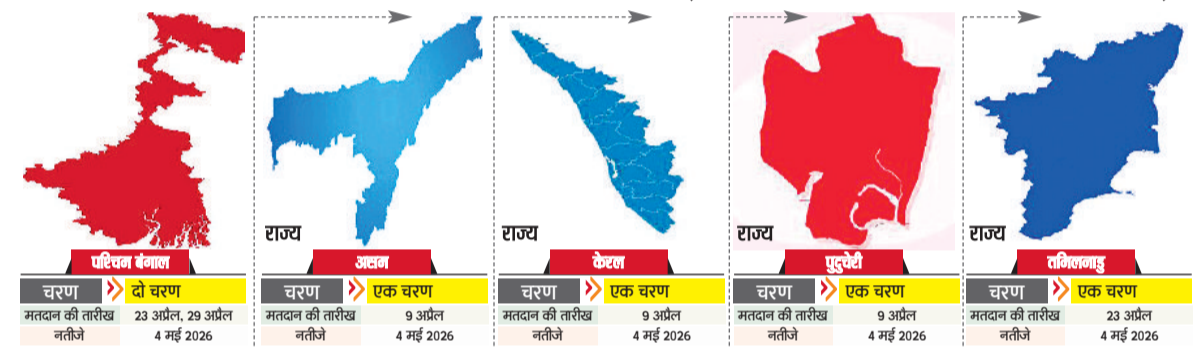 पश्चिम बंगाल
चरण दो चरण
मतदान की तारीख 23 अप्रैल, 29 अप्रैल
नतीजे 4 मई 2026
राज्य
असम
चरण एक चरण
मतदान की तारीख 9 अप्रैल
नतीजे 4 मई 2026
राज्य
केरल
चरण एक चरण
मतदान की तारीख 9 अप्रैल
नतीजे 4 मई 2026
राज्य
पुदुचेरी
चरण एक चरण
मतदान की तारीख 9 अप्रैल
नतीजे 4 मई 2026
राज्य
तमिलनाडु
चरण एक चरण
मतदान की तारीख 23 अप्रैल
नतीजे 4 मई 2026